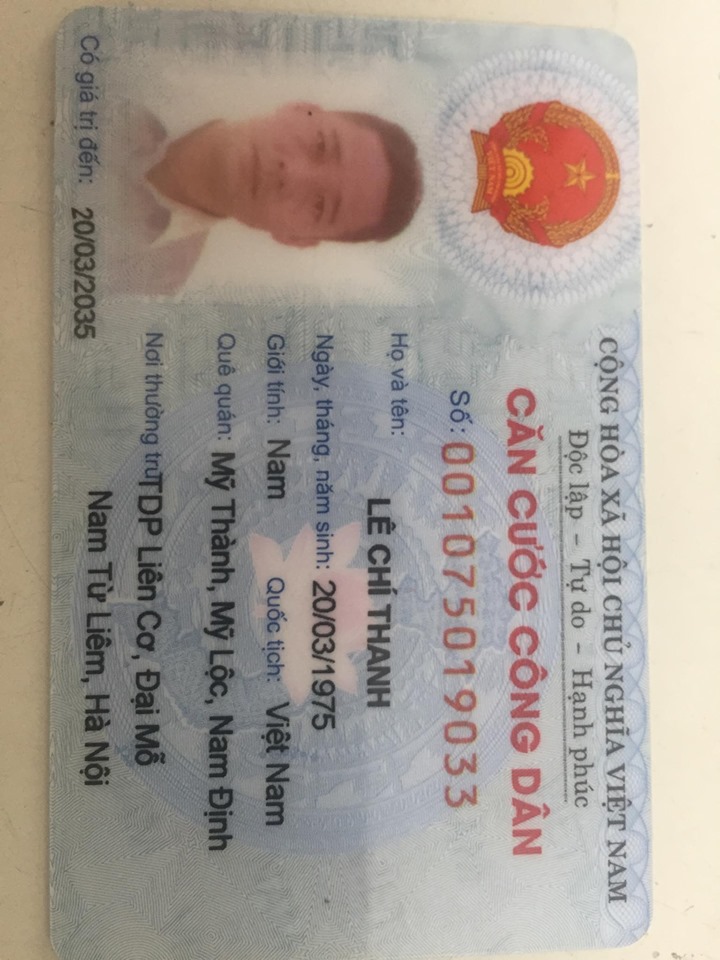 CỘNG HÒA XÃ HỘI CHỦ NGHĨA VIỆT NAM
Độc lập - Tự do - Hạnh phúc
CĂN CƯỚC CÔNG DÂN
Số: 001075019033
Họ và tên:
LÊ CHÍ THANH
Ngày, tháng, năm sinh: 20/03/1975
Giới tính: Nam Quốc tịch: Việt Nam
Quê quán: Mỹ Thành, Mỹ Lộc, Nam Định
Nơi thường trú TDP Liên Cơ, Đại Mỗ
Nam Từ Liêm, Hà Nội
Có giá trị đến: 20/03/2035
VIỆT NAM